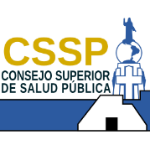 CSSP
CONSEJO SUPERIOR
DE SALUD PÚBLICA